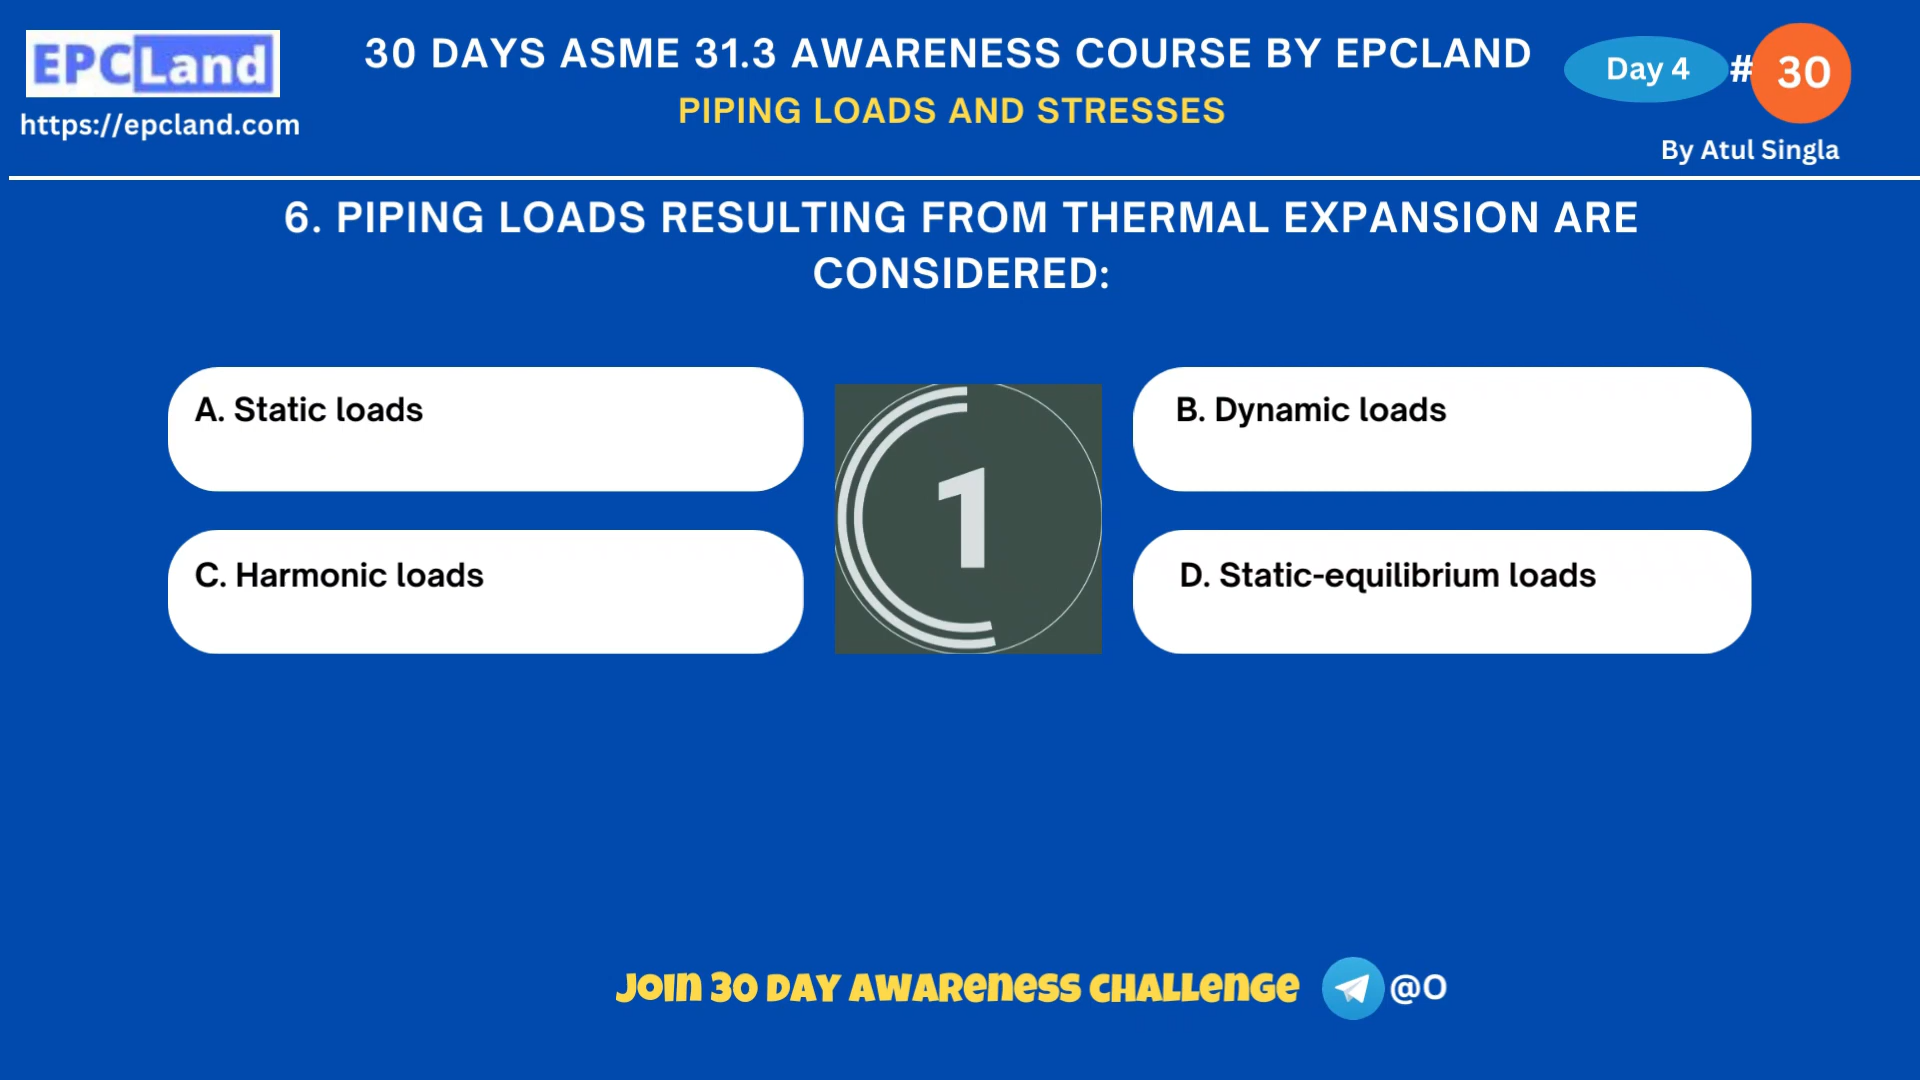 EPCLand
https://epcland.com
30 DAYS ASME 31.3 AWARENESS COURSE BY EPCLAND
PIPING LOADS AND STRESSES
Day 4 # 30
By Atul Singla
6. PIPING LOADS RESULTING FROM THERMAL EXPANSION ARE
CONSIDERED:
A. Static loads
B. Dynamic loads
1
C. Harmonic loads
D. Static-equilibrium loads
Join 30 Day Awareness Challenge @O